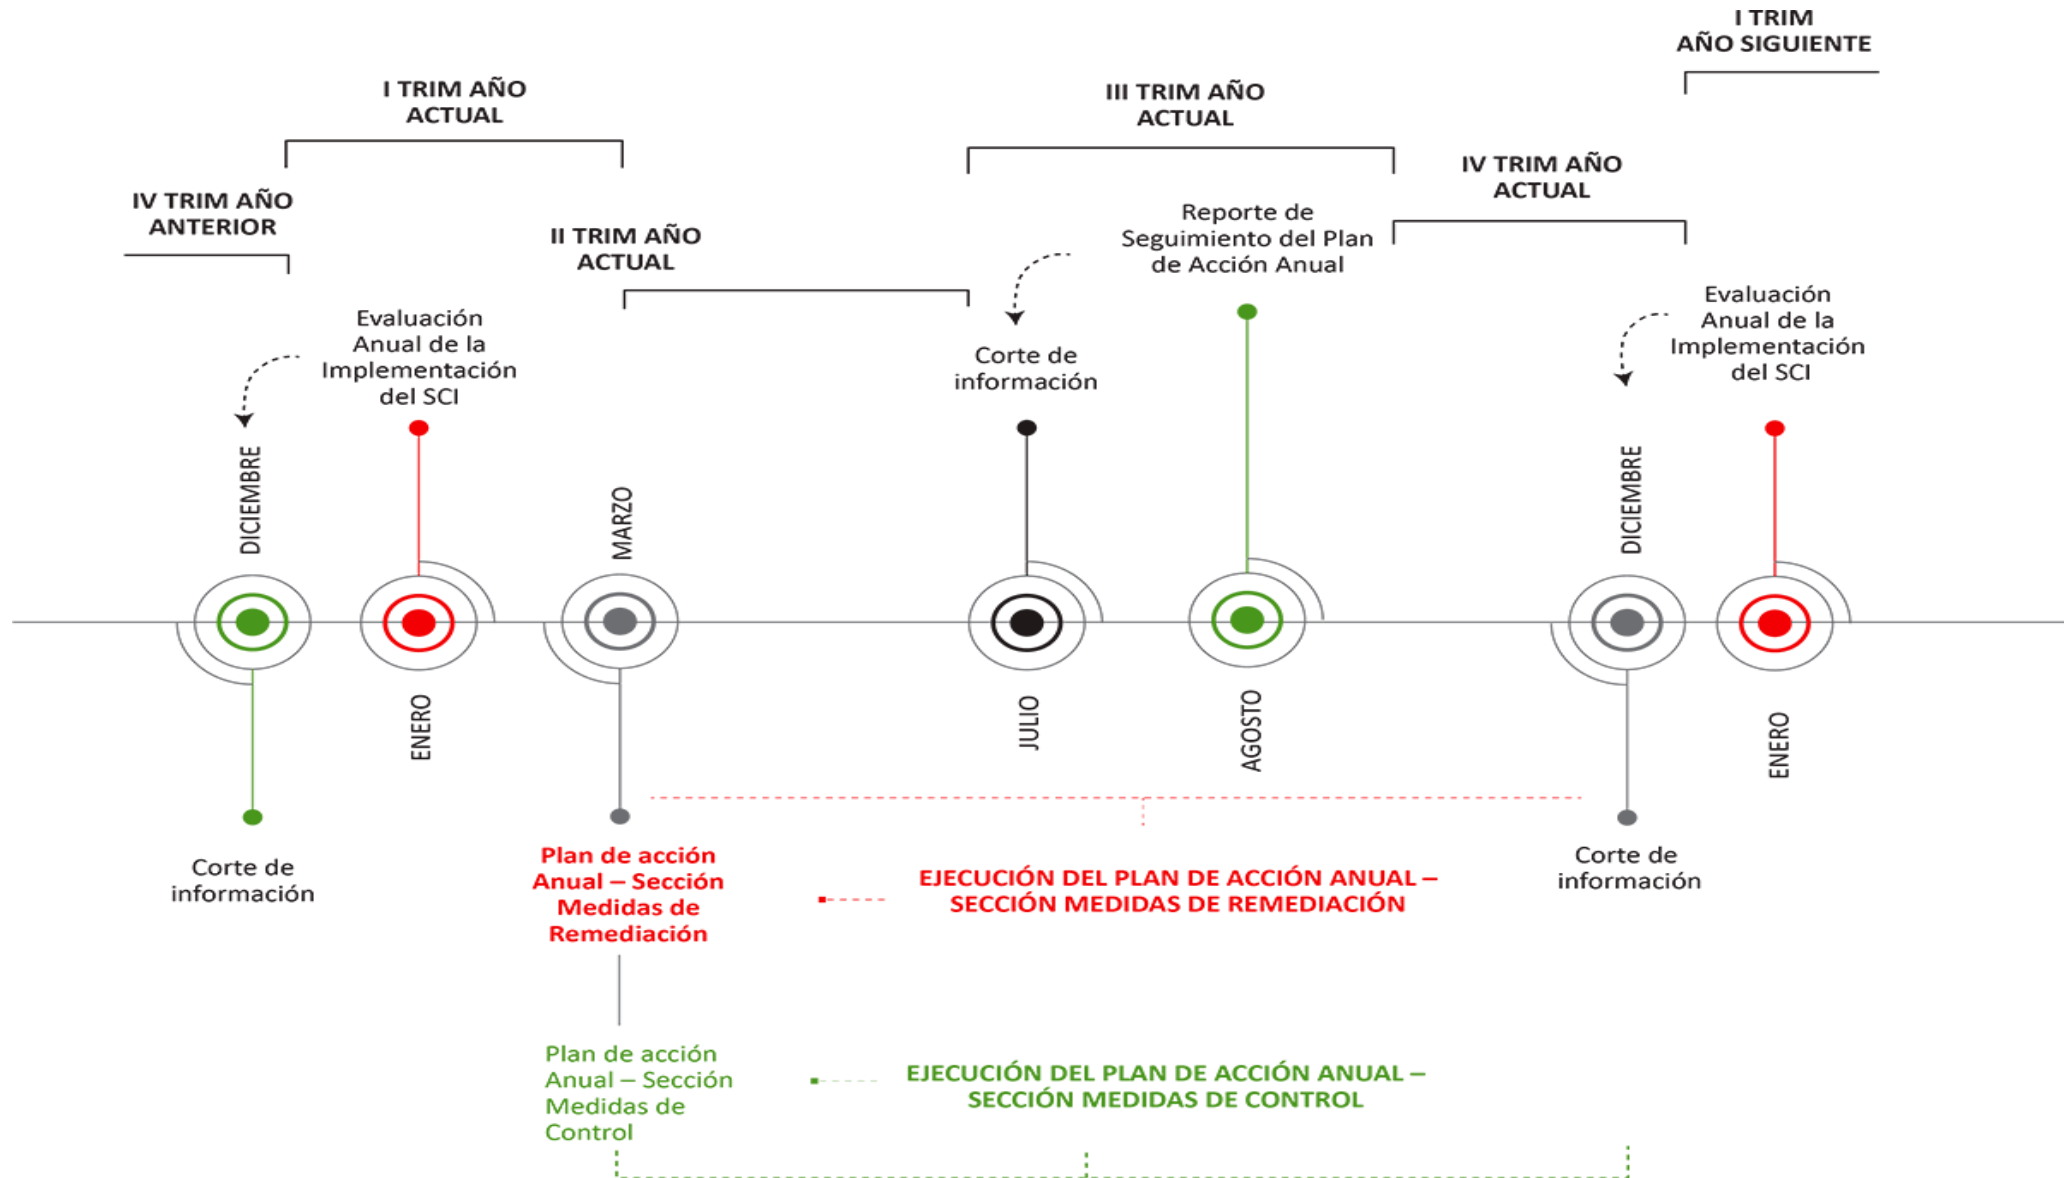 I TRIM
AÑO SIGUIENTE
I TRIM AÑO
ACTUAL
III TRIM AÑO
ACTUAL
IV TRIM AÑO
ACTUAL
IV TRIM AÑO
ANTERIOR
II TRIM AÑO
ACTUAL
Reporte de
Seguimiento del Plan
de Acción Anual
Evaluación
Anual de la
Implementación
del SCI
Corte de
información
Evaluación
Anual de la
Implementación
del SCI
DICIEMBRE
ENERO
MARZO
JULIO
AGOSTO
DICIEMBRE
ENERO
Corte de
información
Plan de acción
Anual – Sección
Medidas de
Remediación
EJECUCIÓN DEL PLAN DE ACCIÓN ANUAL –
SECCIÓN MEDIDAS DE REMEDIACIÓN
Corte de
información
Plan de acción
Anual – Sección
Medidas de
Control
EJECUCIÓN DEL PLAN DE ACCIÓN ANUAL –
SECCIÓN MEDIDAS DE CONTROL